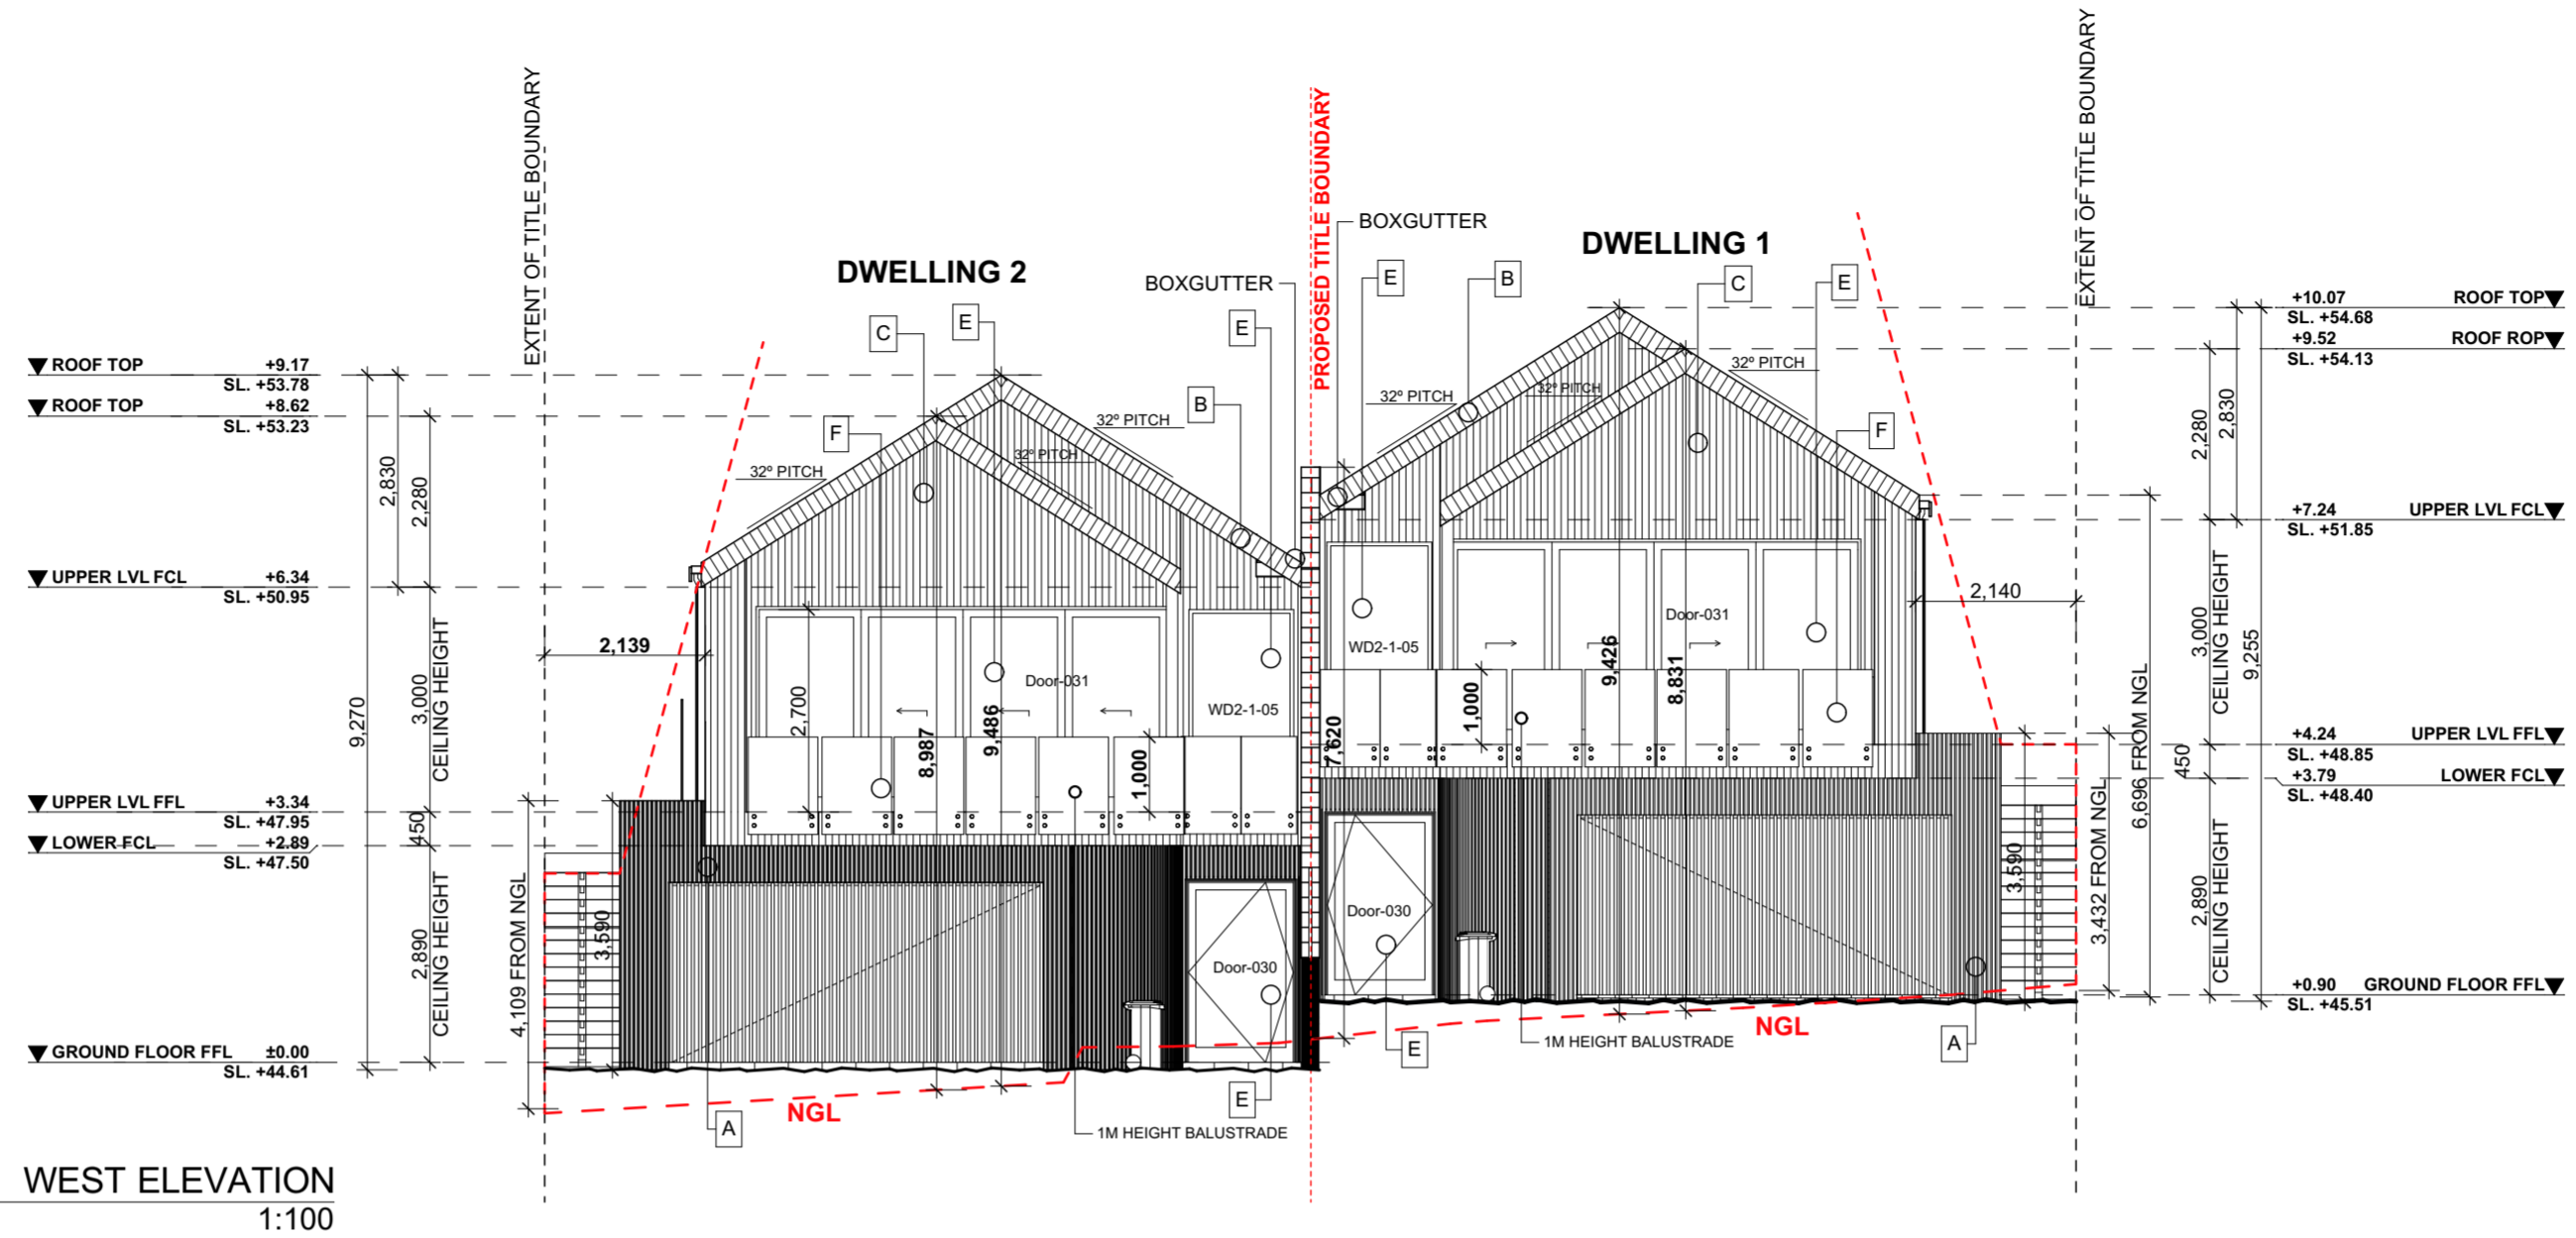 EXTENT OF TITLE BOUNDARY
PROPOSED TITLE BOUNDARY
EXTENT OF TITLE BOUNDARY
DWELLING 2
DWELLING 1
BOXGUTTER
BOXGUTTER
C
E
E
B
F
E
B
C
E
F
ROOF TOP +9.17
SL. +53.78
ROOF TOP +8.62
SL. +53.23
UPPER LVL FCL +6.34
SL. +50.95
UPPER LVL FFL +3.34
SL. +47.95
LOWER FCL +2.89
SL. +47.50
GROUND FLOOR FFL ±0.00
SL. +44.61
9,270
2,830
2,280
3,000
CEILING HEIGHT
450
2,890
CEILING HEIGHT
4,109 FROM NGL
3,590
2,139
32º PITCH
32º PITCH
32º PITCH
2,700
8,987
9,486
1,000
Door-031
WD2-1-05
Door-030
E
A
NGL
1M HEIGHT BALUSTRADE
32º PITCH
32º PITCH
32º PITCH
7,620
WD2-1-05
1,000
9,426
8,831
Door-031
Door-030
E
1M HEIGHT BALUSTRADE
NGL
A
2,140
3,590
3,432 FROM NGL
6,696 FROM NGL
450
2,280
2,830
3,000
CEILING HEIGHT
9,255
2,890
CEILING HEIGHT
+10.07 ROOF TOP
SL. +54.68
+9.52 ROOF ROP
SL. +54.13
+7.24 UPPER LVL FCL
SL. +51.85
+4.24 UPPER LVL FFL
SL. +48.85
+3.79 LOWER FCL
SL. +48.40
+0.90 GROUND FLOOR FFL
SL. +45.51
WEST ELEVATION
1:100